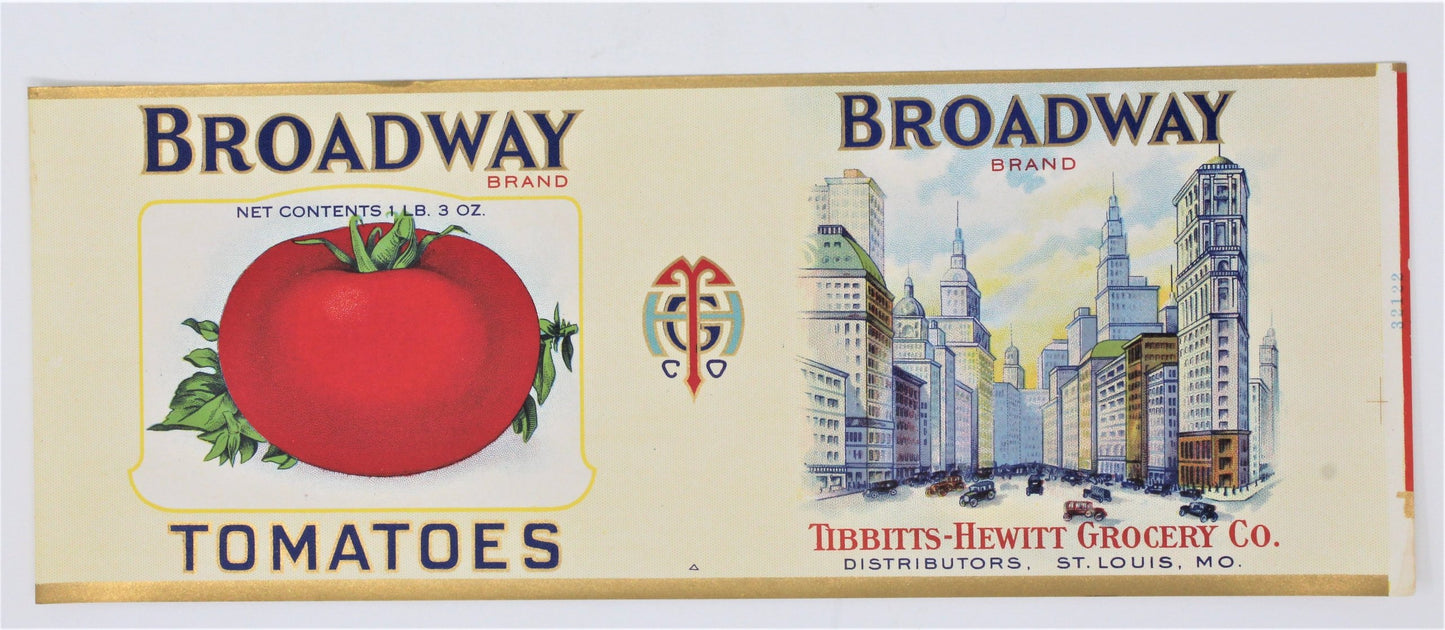 BROADWAY
BRAND
NET CONTENTS 1 LB. 3 OZ.
TOMATOES
THG
CO
BROADWAY
BRAND
TIBBITTS-HEWITT GROCERY CO.
DISTRIBUTORS, ST. LOUIS, MO.
32122